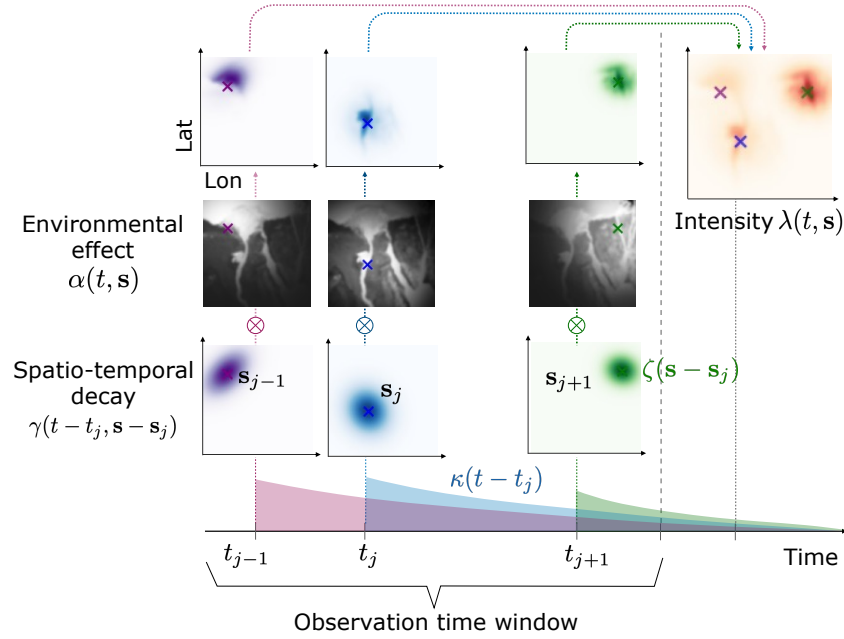 Lat
Lon
Intensity λ(t, s)
Environmental
effect
α(t, s)
Spatio-temporal
decay
γ(t − t_j, s − s_j)
s_{j−1}
s_j
s_{j+1}
ζ(s − s_j)
κ(t − t_j)
t_{j−1}
t_j
t_{j+1}
Time
Observation time window